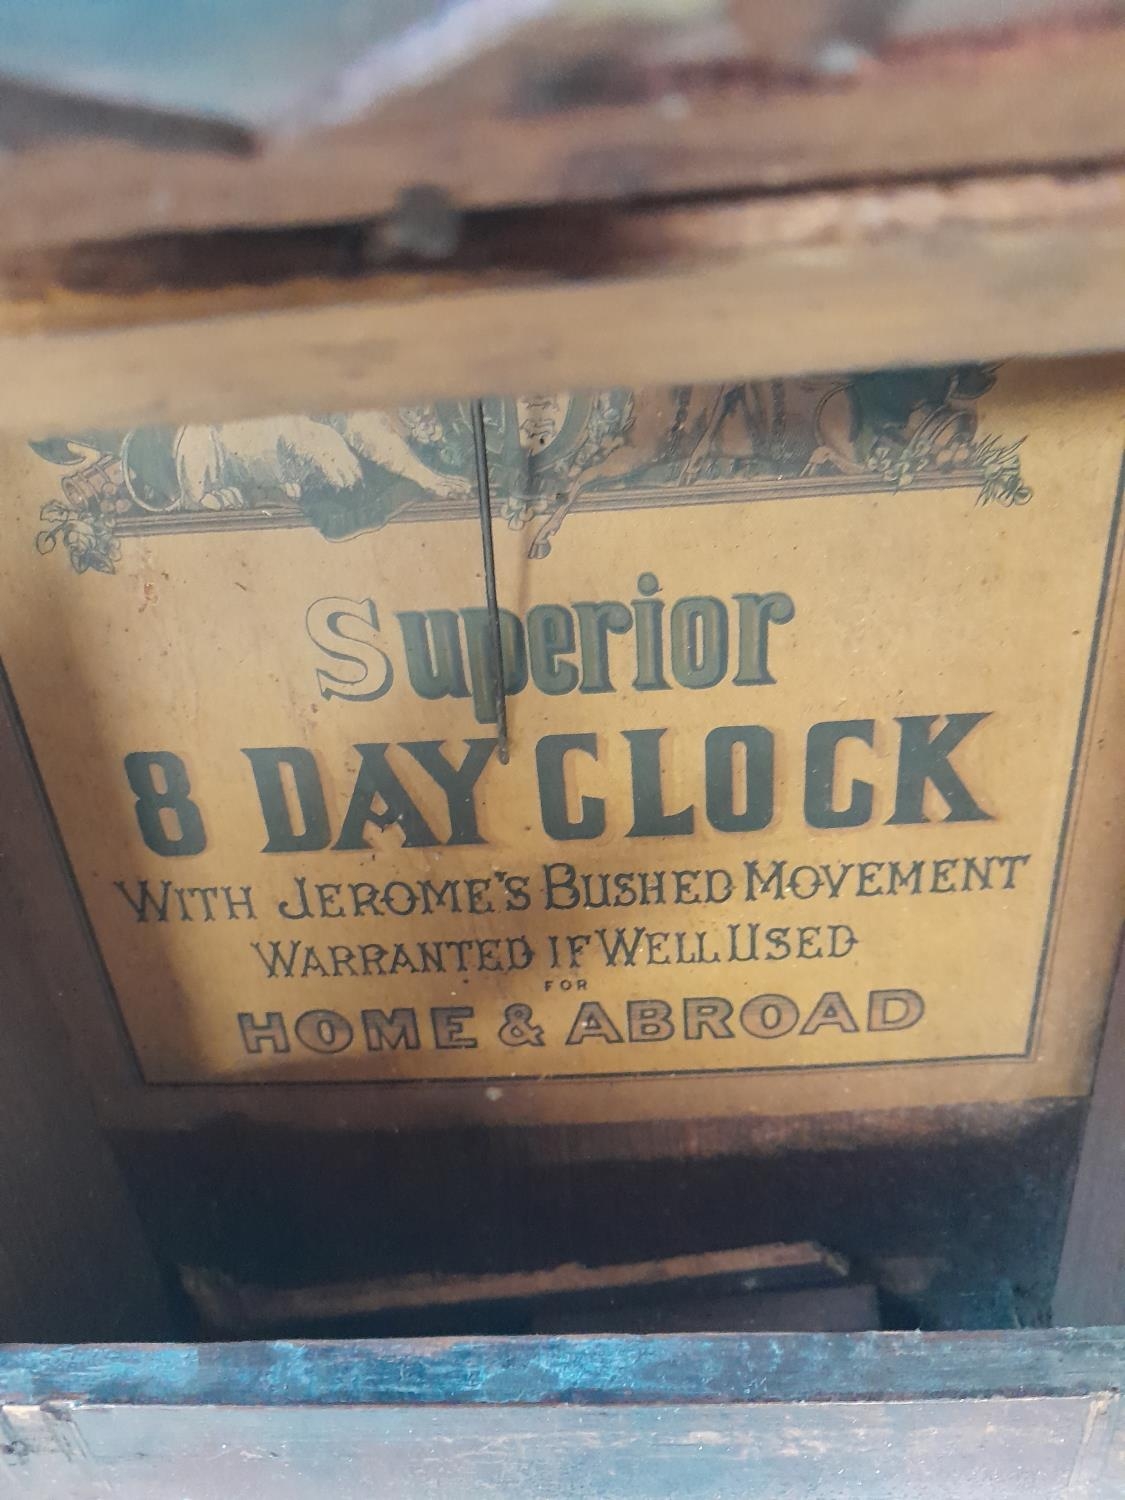 Superior
8 DAY CLOCK
WITH JEROME'S BUSHED MOVEMENT
WARRANTED IF WELL USED
FOR
HOME & ABROAD